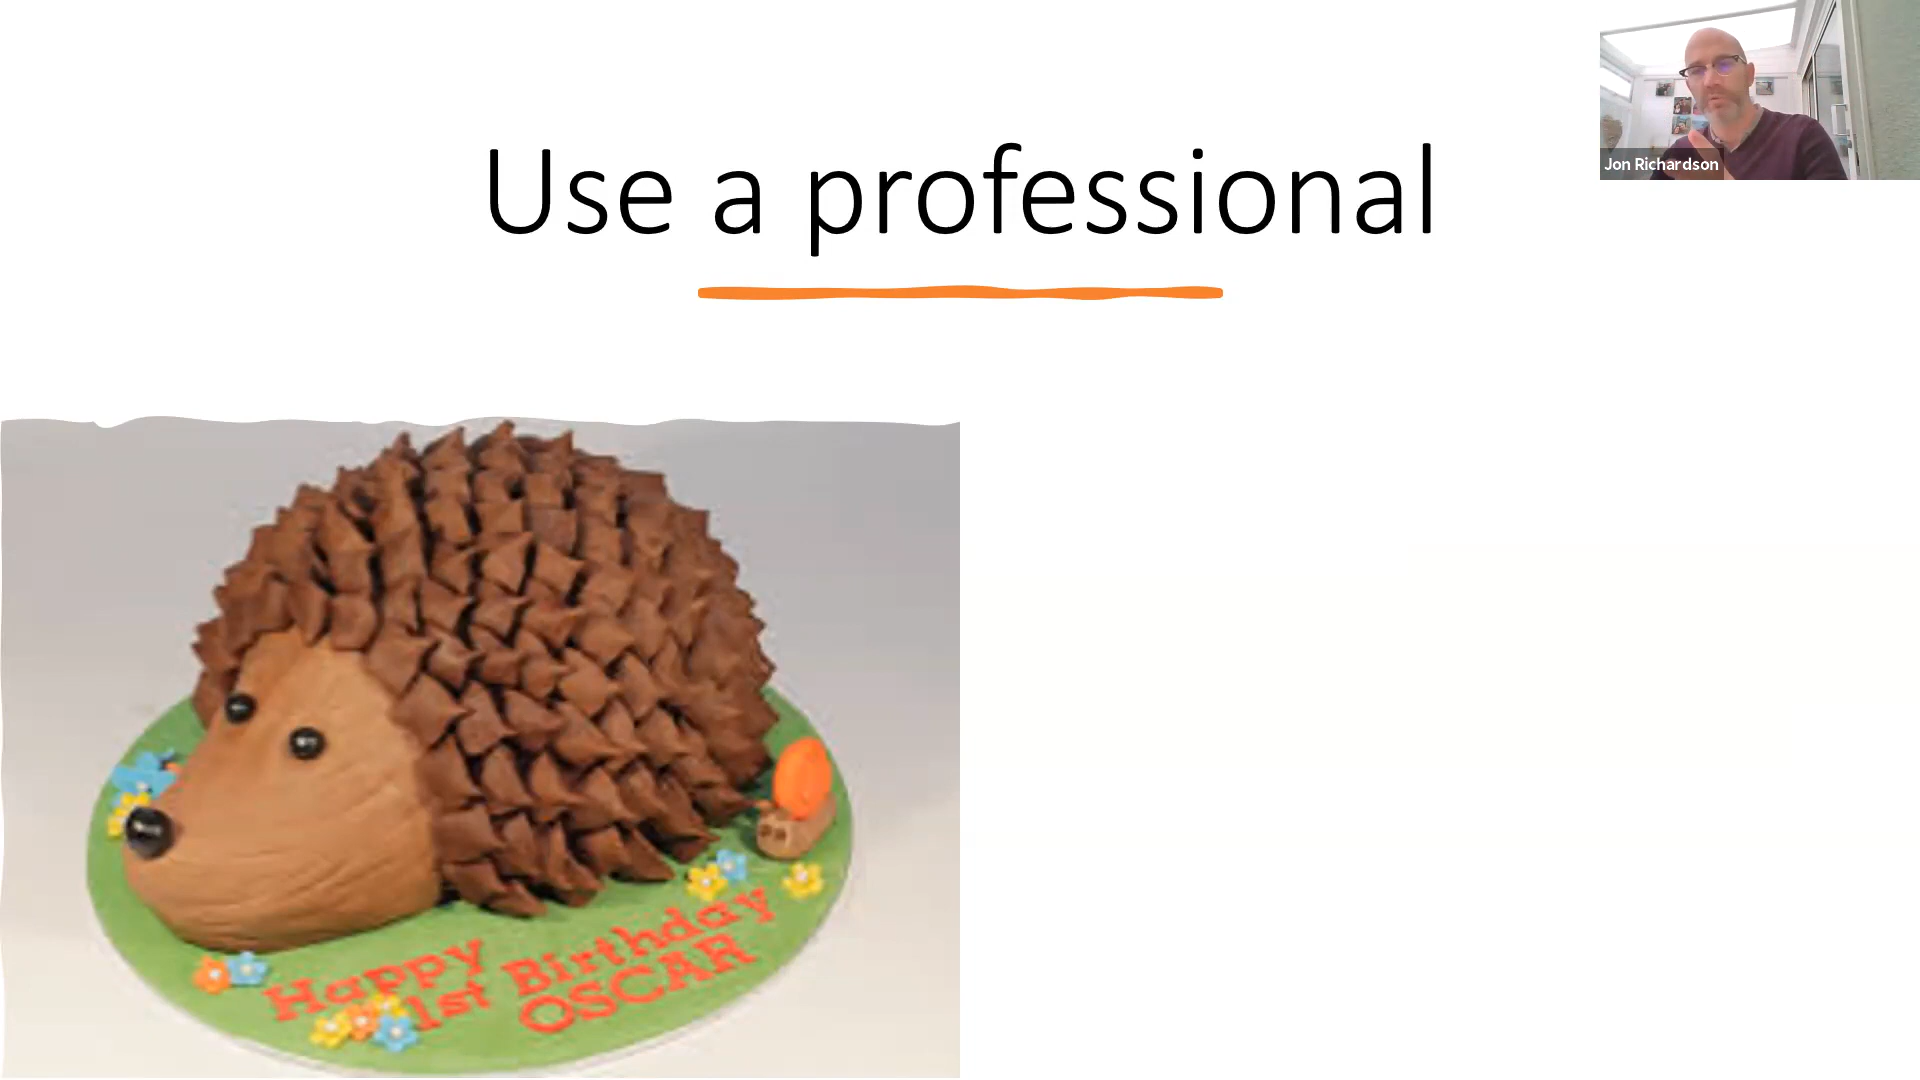 Use a professional
Jon Richardson
Happy
1st Birthday
OSCAR